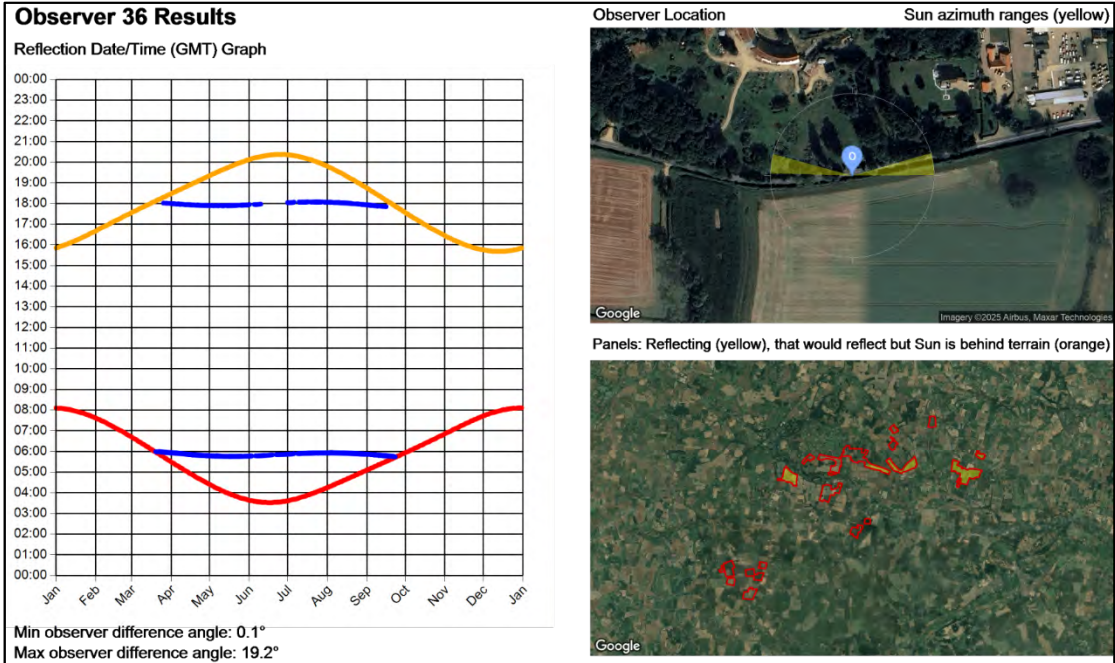 Observer 36 Results
Reflection Date/Time (GMT) Graph
00:00
23:00
22:00
21:00
20:00
19:00
18:00
17:00
16:00
15:00
14:00
13:00
12:00
11:00
10:00
09:00
08:00
07:00
06:00
05:00
04:00
03:00
02:00
01:00
00:00
Jan Feb Mar Apr May Jun Jul Aug Sep Oct Nov Dec Jan
Min observer difference angle: 0.1°
Max observer difference angle: 19.2°
Observer Location Sun azimuth ranges (yellow)
O
Google
Imagery ©2025 Airbus, Maxar Technologies
Panels: Reflecting (yellow), that would reflect but Sun is behind terrain (orange)
Google